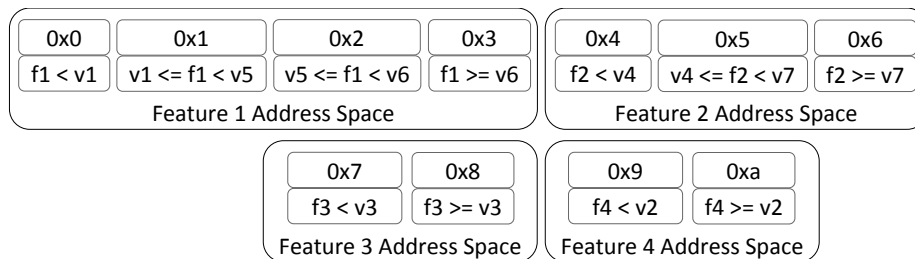 0x0 0x1 0x2 0x3
f1 < v1 v1 <= f1 < v5 v5 <= f1 < v6 f1 >= v6
Feature 1 Address Space
0x4 0x5 0x6
f2 < v4 v4 <= f2 < v7 f2 >= v7
Feature 2 Address Space
0x7 0x8
f3 < v3 f3 >= v3
Feature 3 Address Space
0x9 0xa
f4 < v2 f4 >= v2
Feature 4 Address Space